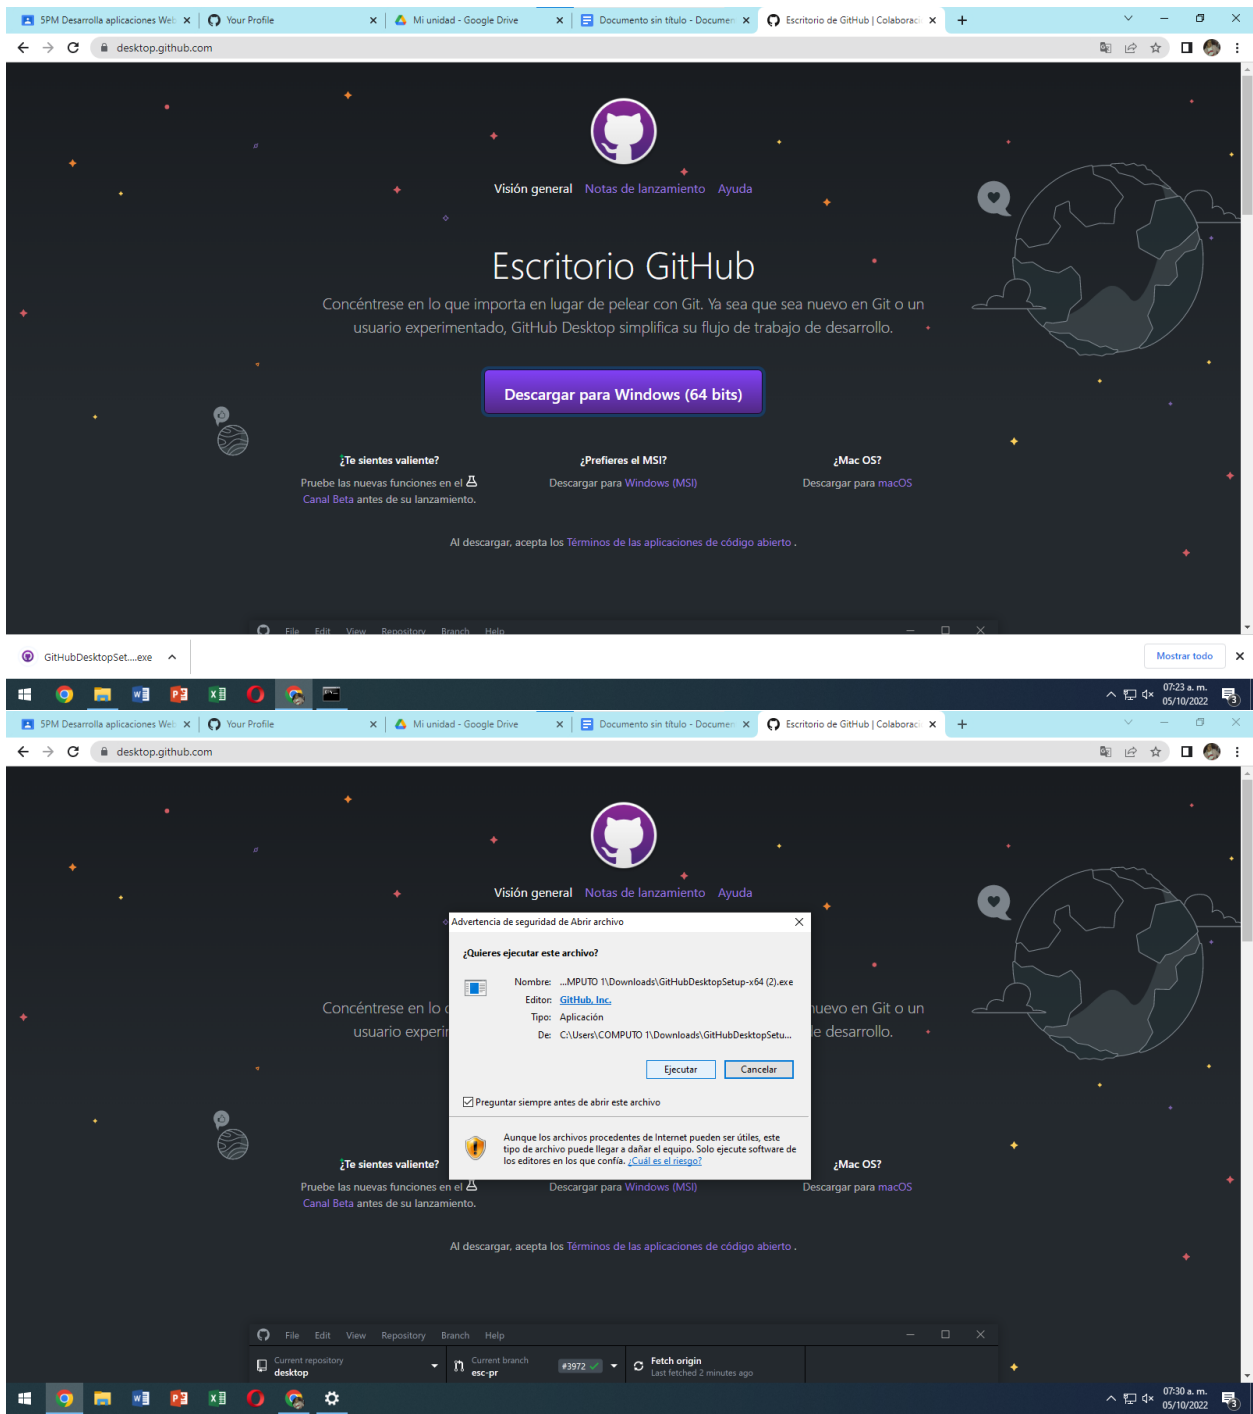 5PM Desarrolla aplicaciones Web
Your Profile
Mi unidad - Google Drive
Documento sin título - Documen
Escritorio de GitHub | Colaboraci
desktop.github.com
Visión general Notas de lanzamiento Ayuda
Escritorio GitHub
Concéntrese en lo que importa en lugar de pelear con Git. Ya sea que sea nuevo en Git o un
usuario experimentado, GitHub Desktop simplifica su flujo de trabajo de desarrollo.
Descargar para Windows (64 bits)
¿Te sientes valiente?
Pruebe las nuevas funciones en el
Canal Beta antes de su lanzamiento.
¿Prefieres el MSI?
Descargar para Windows (MSI)
¿Mac OS?
Descargar para macOS
Al descargar, acepta los Términos de las aplicaciones de código abierto .
File Edit View Repository Branch Help
GitHubDesktopSet....exe
Mostrar todo
07:23 a. m.
05/10/2022
3
5PM Desarrolla aplicaciones Web
Your Profile
Mi unidad - Google Drive
Documento sin título - Documen
Escritorio de GitHub | Colaboraci
desktop.github.com
Visión general Notas de lanzamiento Ayuda
Advertencia de seguridad de Abrir archivo
¿Quieres ejecutar este archivo?
Nombre: ...MPUTO 1\Downloads\GitHubDesktopSetup-x64 (2).exe
Editor: GitHub, Inc.
Tipo: Aplicación
De: C:\Users\COMPUTO 1\Downloads\GitHubDesktopSetu...
Ejecutar Cancelar
Preguntar siempre antes de abrir este archivo
Aunque los archivos procedentes de Internet pueden ser útiles, este
tipo de archivo puede llegar a dañar el equipo. Solo ejecute software de
los editores en los que confía. ¿Cuál es el riesgo?
Concéntrese en lo nuevo en Git o un
usuario experi de desarrollo.
¿Te sientes valiente?
Pruebe las nuevas funciones en el
Canal Beta antes de su lanzamiento.
Descargar para Windows (MSI)
¿Mac OS?
Descargar para macOS
Al descargar, acepta los Términos de las aplicaciones de código abierto .
File Edit View Repository Branch Help
Current repository
desktop
Current branch
esc-pr
#3972
Fetch origin
Last fetched 2 minutes ago
07:30 a. m.
05/10/2022
3